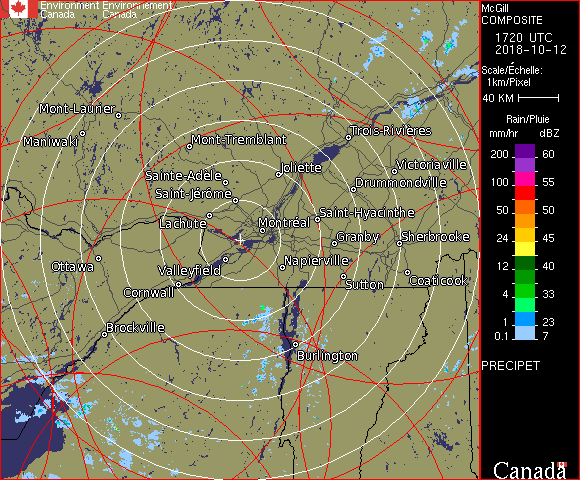 Environment Environnement
Canada Canada
McGill
COMPOSITE
1720 UTC
2018-10-12
Scale/Échelle:
1km/Pixel
40 KM
Rain/Pluie
mm/hr dBZ
200 60
150 57
100 55
50 50
24 45
12 40
4 33
1 23
0.1 7
PRECIPET
Canada
Mont-Laurier
Maniwaki
Mont-Tremblant
Trois-Rivières
Joliette
Victoriaville
Sainte-Adèle
Drummondville
Saint-Jérôme
Lachute
Saint-Hyacinthe
Montréal
Granby
Sherbrooke
Ottawa
Valleyfield
Napierville
Cornwall
Sutton
Coaticook
Brockville
Burlington